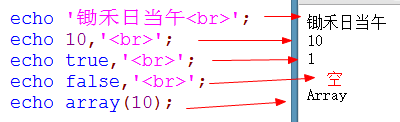 echo '锄禾日当午<br>';
echo 10,'<br>';
echo true,'<br>';
echo false,'<br>';
echo array(10);
锄禾日当午
10
1
空
Array